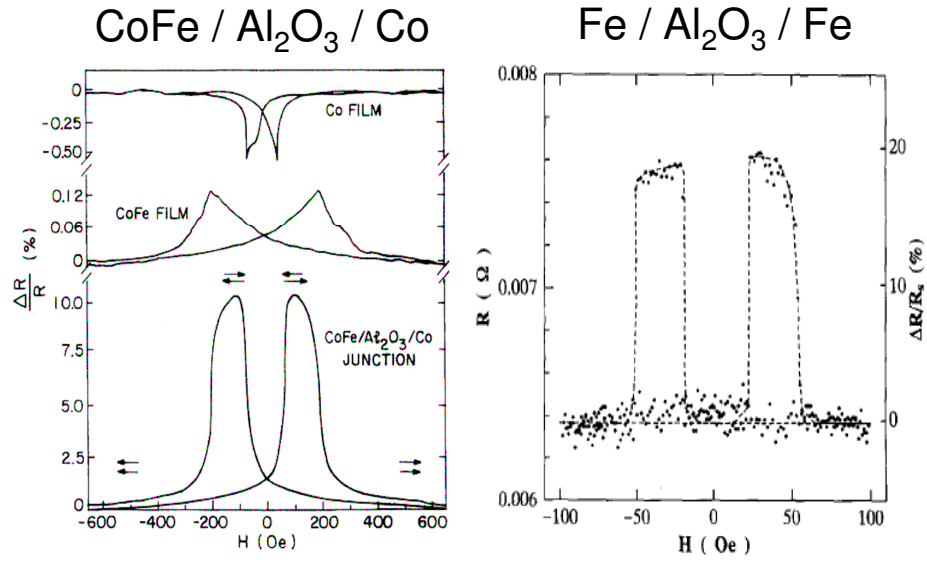 CoFe / Al₂O₃ / Co
0
-0.25
-0.50
Co FILM
0.12
0.06
0
CoFe FILM
ΔR/R (%)
10.0
7.5
5.0
2.5
0
CoFe/Al₂O₃/Co
JUNCTION
-600 -400 -200 0 200 400 600
H (Oe)
Fe / Al₂O₃ / Fe
0.008
0.007
0.006
R ( Ω )
20
10
0
ΔR/Rₛ (%)
-100 -50 0 50 100
H ( Oe )